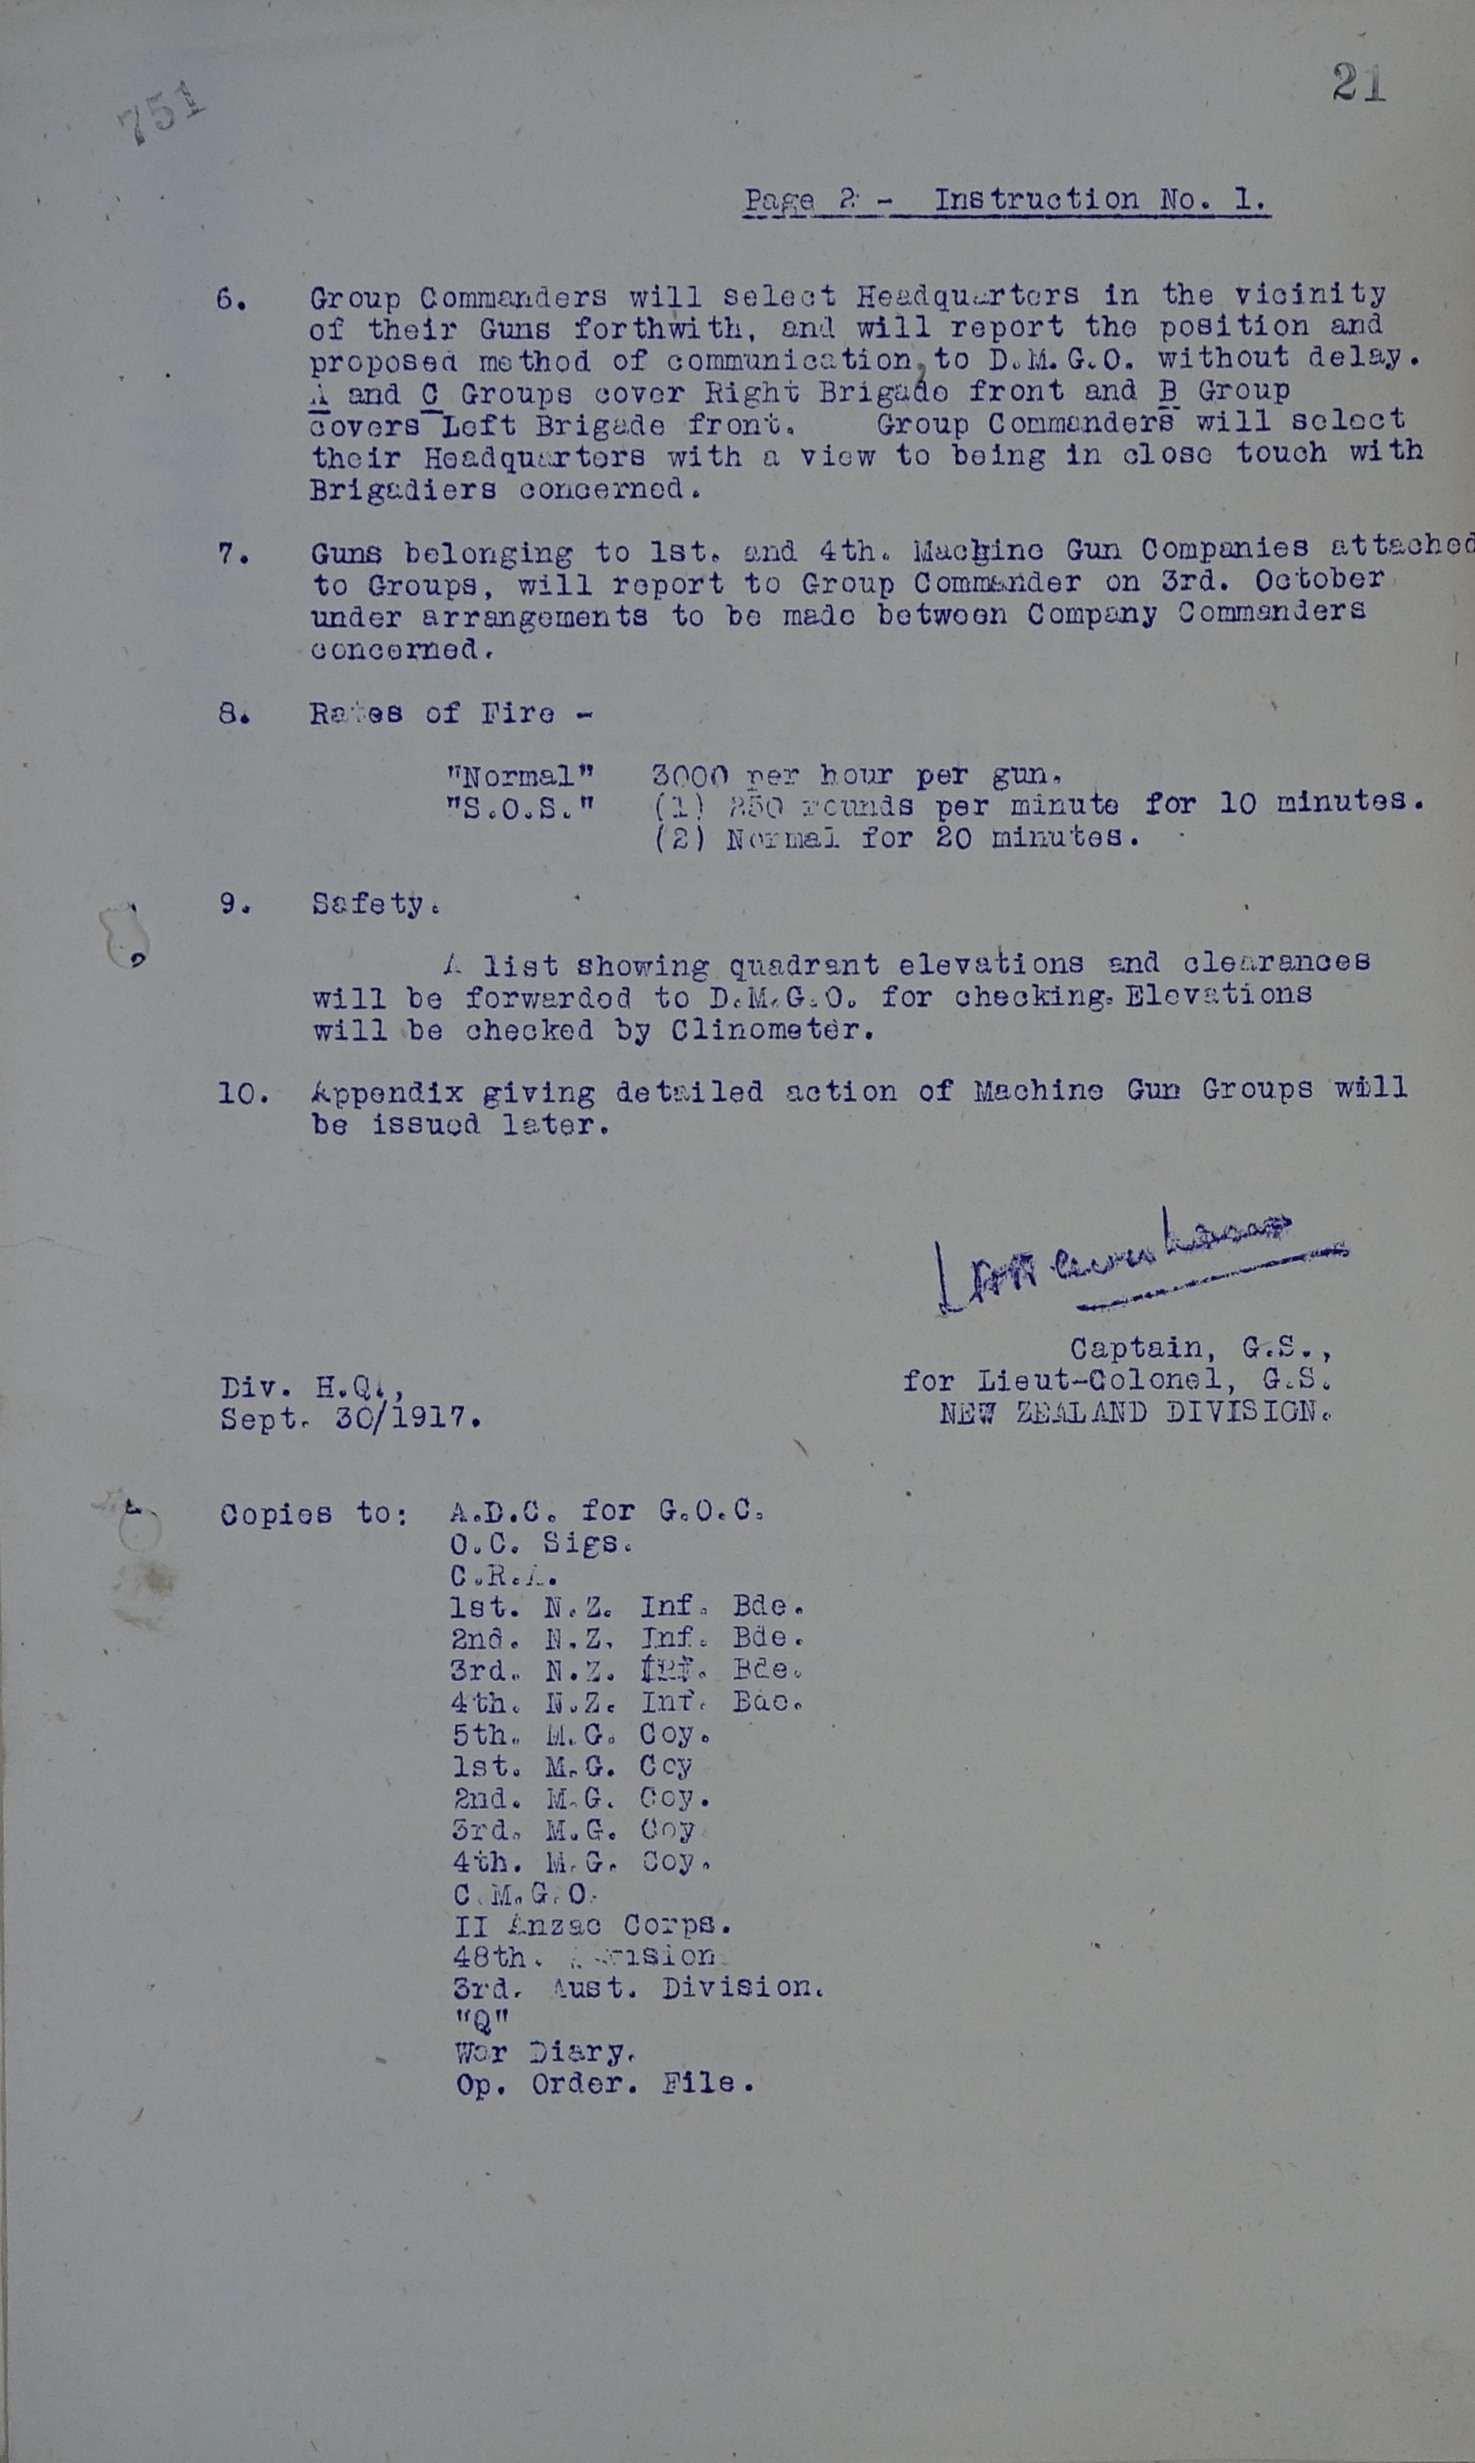 751
21
Page 2 - Instruction No. 1.
6. Group Commanders will select Headquarters in the vicinity
of their Guns forthwith, and will report the position and
proposed method of communication, to D.M.G.O. without delay.
A and C Groups cover Right Brigade front and B Group
covers Left Brigade front. Group Commanders will select
their Headquarters with a view to being in close touch with
Brigadiers concerned.
7. Guns belonging to 1st. and 4th. Machine Gun Companies attached
to Groups, will report to Group Commander on 3rd. October
under arrangements to be made between Company Commanders
concerned.
8. Rates of Fire -
"Normal" 3000 per hour per gun.
"S.O.S." (1) 250 rounds per minute for 10 minutes.
(2) Normal for 20 minutes.
9. Safety.
A list showing quadrant elevations and clearances
will be forwarded to D.M.G.O. for checking. Elevations
will be checked by Clinometer.
10. Appendix giving detailed action of Machine Gun Groups will
be issued later.
Captain, G.S.,
Div. H.Q., for Lieut-Colonel, G.S.
Sept. 30/1917. NEW ZEALAND DIVISION.
Copies to: A.D.C. for G.O.C.
O.C. Sigs.
C.R.A.
1st. N.Z. Inf. Bde.
2nd. N.Z. Inf. Bde.
3rd. N.Z. Inf. Bde.
4th. N.Z. Inf. Bde.
5th. M.G. Coy.
1st. M.G. Coy
2nd. M.G. Coy.
3rd. M.G. Coy
4th. M.G. Coy.
C.M.G.O.
II Anzac Corps.
48th. Division
3rd. Aust. Division.
"Q"
War Diary.
Op. Order. File.